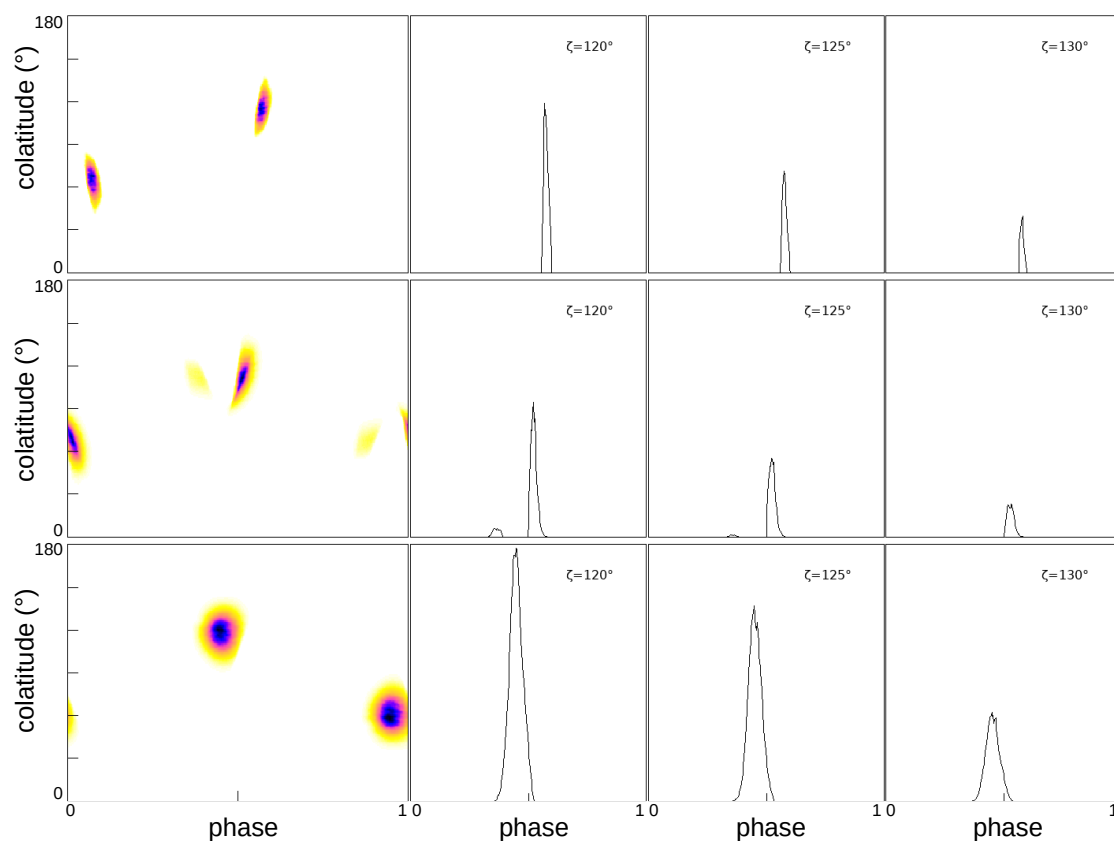 180
colatitude (°)
0
ζ=120°
ζ=125°
ζ=130°
180
colatitude (°)
0
ζ=120°
ζ=125°
ζ=130°
180
colatitude (°)
0
ζ=120°
ζ=125°
ζ=130°
0 1 0 1 0 1 0 1
phase phase phase phase